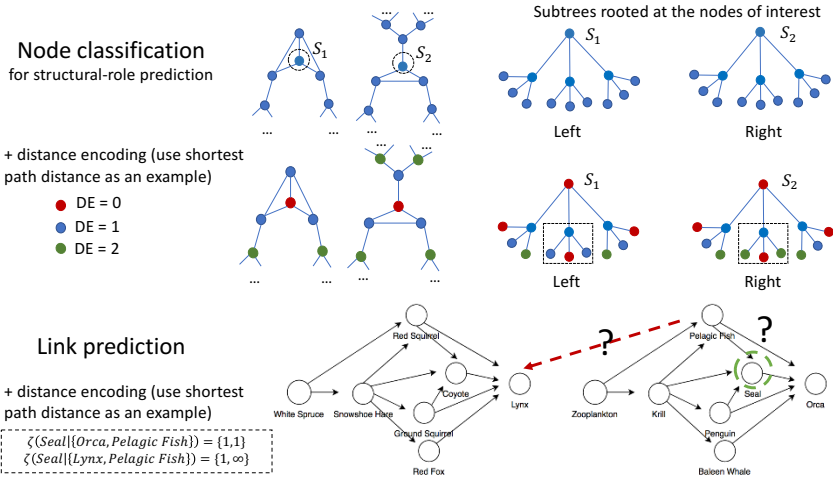 Subtrees rooted at the nodes of interest
Node classification
for structural-role prediction
S₁
S₂
...
...
...
...
S₁
S₂
Left
Right
+ distance encoding (use shortest
path distance as an example)
DE = 0
DE = 1
DE = 2
...
...
...
...
...
...
S₁
S₂
Left
Right
Link prediction
+ distance encoding (use shortest
path distance as an example)
ζ(Seal|{Orca, Pelagic Fish}) = {1,1}
ζ(Seal|{Lynx, Pelagic Fish}) = {1, ∞}
Red Squirrel
White Spruce
Snowshoe Hare
Coyote
Lynx
Ground Squirrel
Red Fox
?
?
Pelagic Fish
Zooplankton
Krill
Seal
Orca
Penguin
Baleen Whale